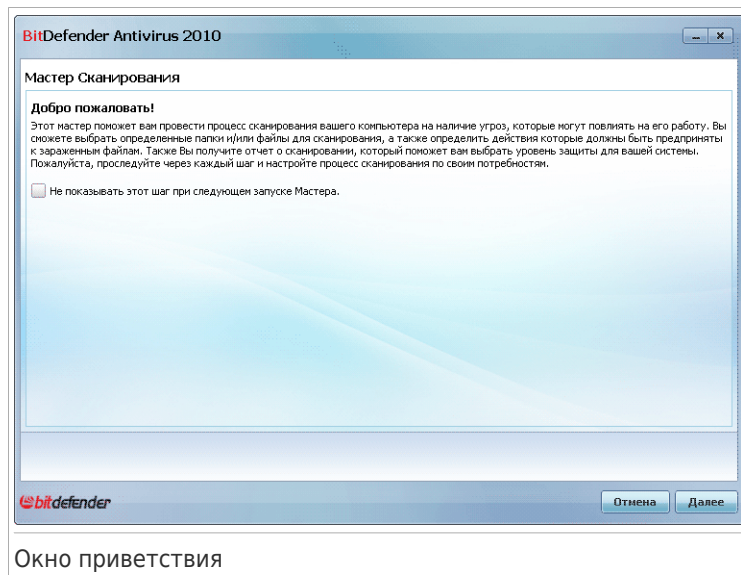 BitDefender Antivirus 2010
Мастер Сканирования
Добро пожаловать!
Этот мастер поможет вам провести процесс сканирования вашего компьютера на наличие угроз, которые могут повлиять на его работу. Вы
сможете выбрать определенные папки и/или файлы для сканирования, а также определить действия которые должны быть предприняты
к зараженным файлам. Также Вы получите отчет о сканировании, который поможет вам выбрать уровень защиты для вашей системы.
Пожалуйста, проследуйте через каждый шаг и настройте процесс сканирования по своим потребностям.
Не показывать этот шаг при следующем запуске Мастера.
bitdefender
Отмена Далее
Окно приветствия